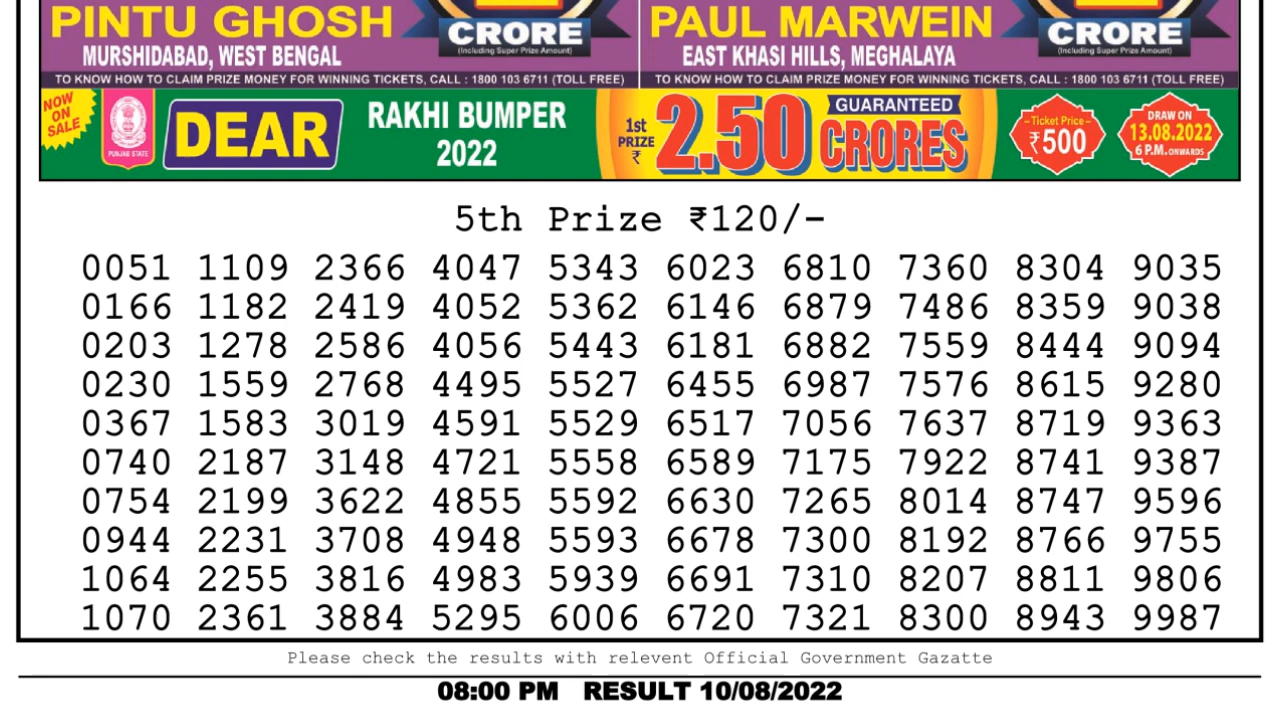 PINTU GHOSH
MURSHIDABAD, WEST BENGAL
CRORE
(Including Super Prize Amount)
PAUL MARWEIN
EAST KHASI HILLS, MEGHALAYA
CRORE
(Including Super Prize Amount)
TO KNOW HOW TO CLAIM PRIZE MONEY FOR WINNING TICKETS, CALL : 1800 103 6711 (TOLL FREE)
TO KNOW HOW TO CLAIM PRIZE MONEY FOR WINNING TICKETS, CALL : 1800 103 6711 (TOLL FREE)
NOW
ON
SALE
PUNJAB STATE
DEAR
RAKHI BUMPER
2022
1st
PRIZE
₹
2.50
GUARANTEED
CRORES
Ticket Price
₹500
DRAW ON
13.08.2022
6 P.M. ONWARDS
5th Prize ₹120/-
0051 1109 2366 4047 5343 6023 6810 7360 8304 9035
0166 1182 2419 4052 5362 6146 6879 7486 8359 9038
0203 1278 2586 4056 5443 6181 6882 7559 8444 9094
0230 1559 2768 4495 5527 6455 6987 7576 8615 9280
0367 1583 3019 4591 5529 6517 7056 7637 8719 9363
0740 2187 3148 4721 5558 6589 7175 7922 8741 9387
0754 2199 3622 4855 5592 6630 7265 8014 8747 9596
0944 2231 3708 4948 5593 6678 7300 8192 8766 9755
1064 2255 3816 4983 5939 6691 7310 8207 8811 9806
1070 2361 3884 5295 6006 6720 7321 8300 8943 9987
Please check the results with relevent Official Government Gazatte
08:00 PM RESULT 10/08/2022